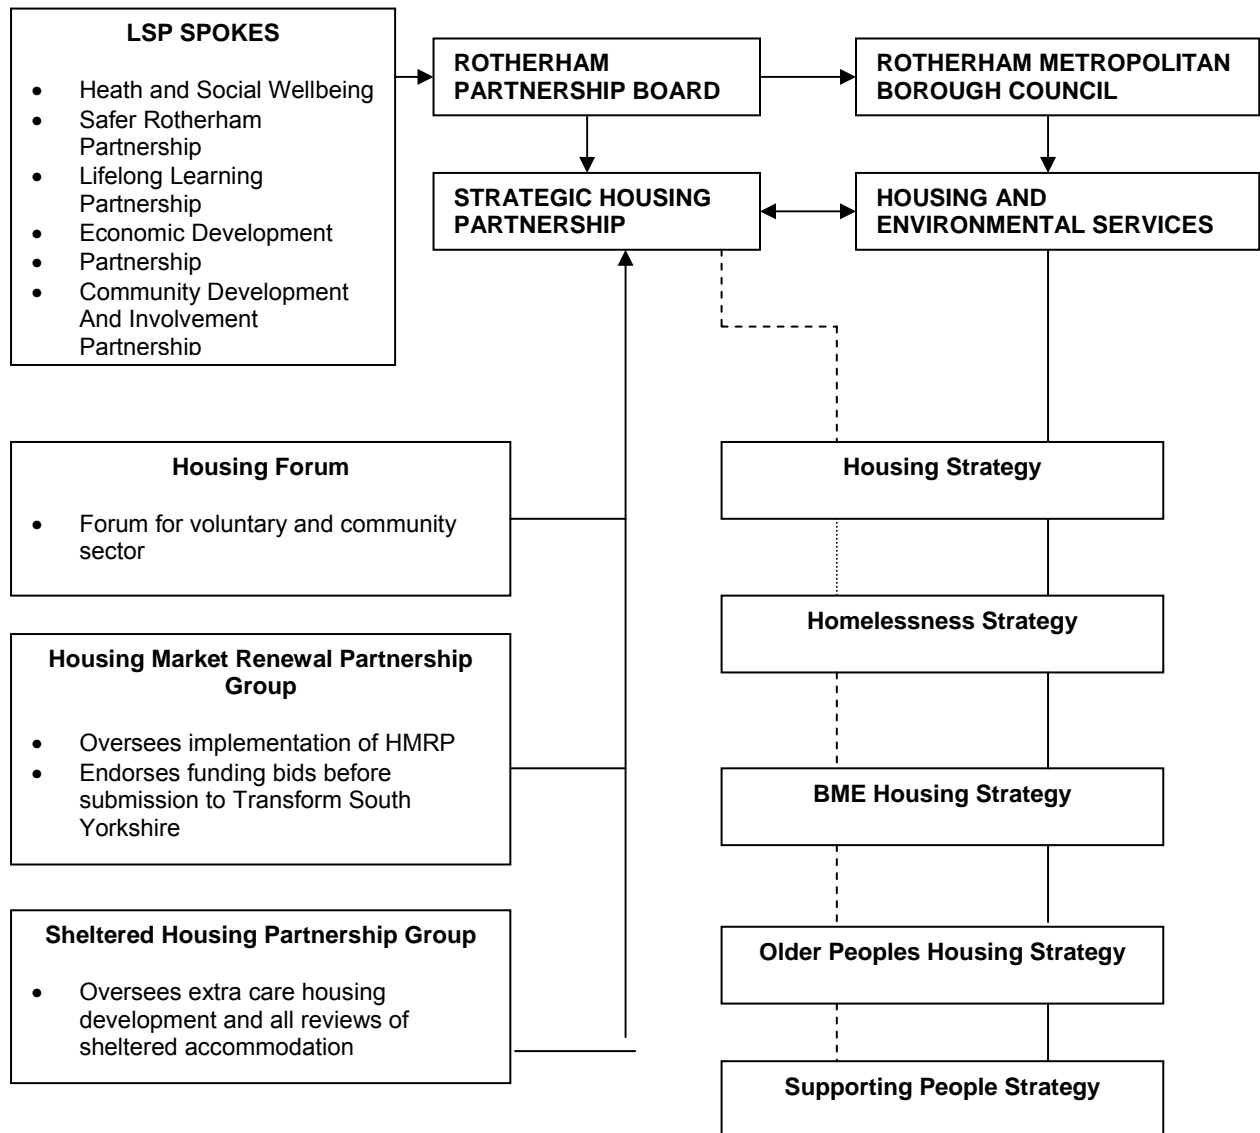 LSP SPOKES
• Heath and Social Wellbeing
• Safer Rotherham
Partnership
• Lifelong Learning
Partnership
• Economic Development
• Partnership
• Community Development
And Involvement
Partnership
ROTHERHAM
PARTNERSHIP BOARD
ROTHERHAM METROPOLITAN
BOROUGH COUNCIL
STRATEGIC HOUSING
PARTNERSHIP
HOUSING AND
ENVIRONMENTAL SERVICES
Housing Forum
• Forum for voluntary and community
sector
Housing Market Renewal Partnership
Group
• Oversees implementation of HMRP
• Endorses funding bids before
submission to Transform South
Yorkshire
Sheltered Housing Partnership Group
• Oversees extra care housing
development and all reviews of
sheltered accommodation
Housing Strategy
Homelessness Strategy
BME Housing Strategy
Older Peoples Housing Strategy
Supporting People Strategy